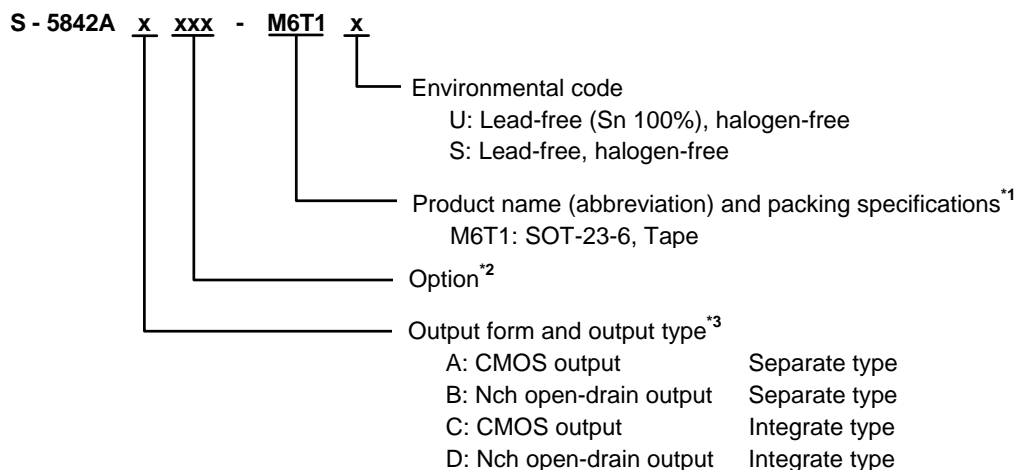 S - 5842A x xxx - M6T1 x
Environmental code
U: Lead-free (Sn 100%), halogen-free
S: Lead-free, halogen-free
Product name (abbreviation) and packing specifications*1
M6T1: SOT-23-6, Tape
Option*2
Output form and output type*3
A: CMOS output Separate type
B: Nch open-drain output Separate type
C: CMOS output Integrate type
D: Nch open-drain output Integrate type